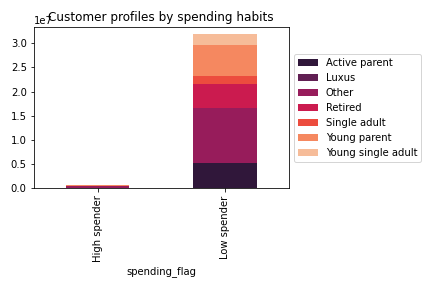 Customer profiles by spending habits
1e7
3.0
2.5
2.0
1.5
1.0
0.5
0.0
High spender
Low spender
spending_flag
Active parent
Luxus
Other
Retired
Single adult
Young parent
Young single adult